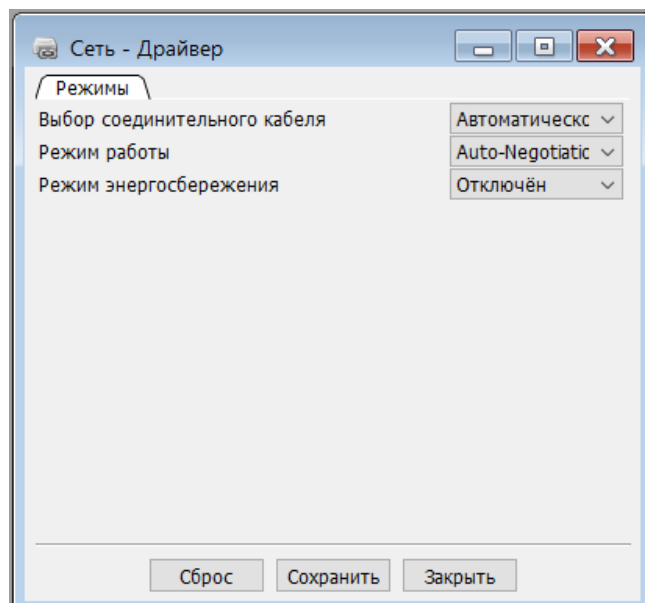 Сеть - Драйвер
Режимы
Выбор соединительного кабеля Автоматическс
Режим работы Auto-Negotiatic
Режим энергосбережения Отключён
Сброс Сохранить Закрыть